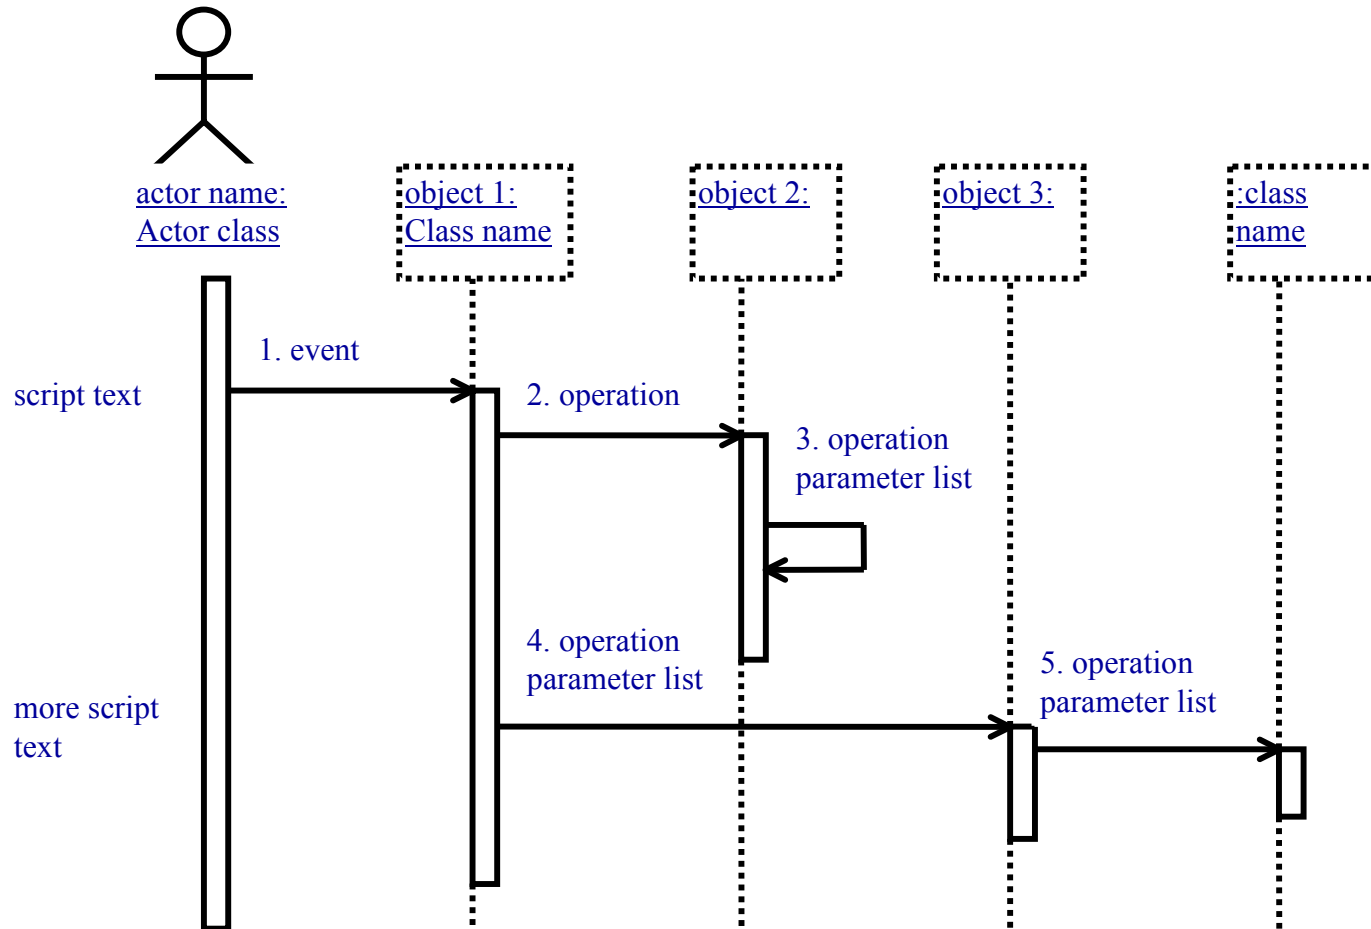 actor name:
Actor class
object 1:
Class name
object 2:
object 3:
:class
name
1. event
script text
2. operation
3. operation
parameter list
4. operation
parameter list
5. operation
parameter list
more script
text